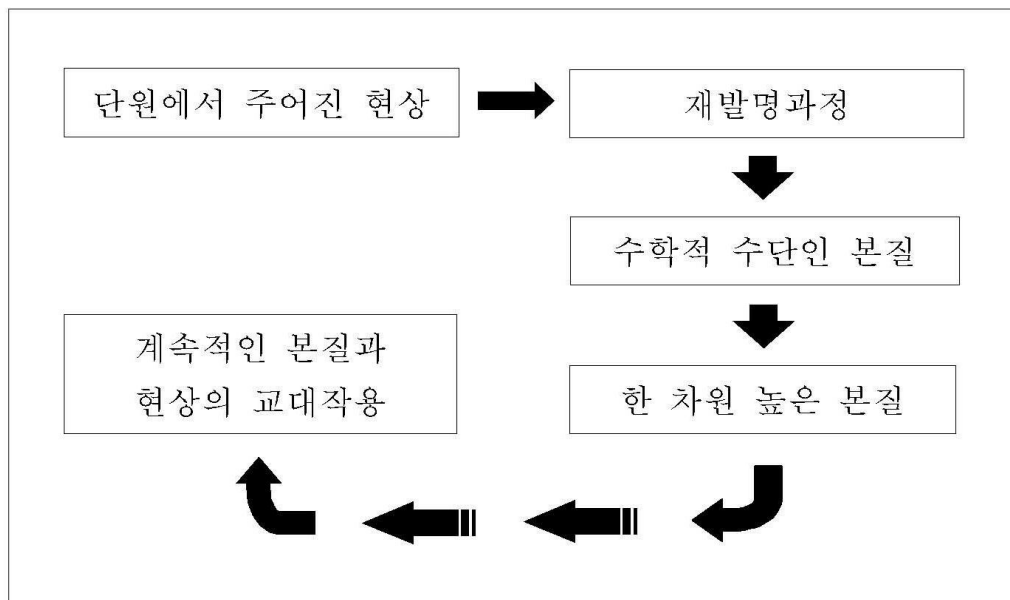 단원에서 주어진 현상
재발명과정
수학적 수단인 본질
한 차원 높은 본질
계속적인 본질과
현상의 교대작용